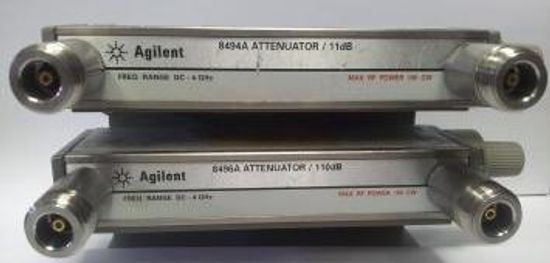 Agilent
8494A ATTENUATOR / 11dB
FREQ RANGE DC - 4 GHz
MAX RF POWER 1W CW
Agilent
8496A ATTENUATOR / 110dB
FREQ RANGE DC - 4 GHz
MAX RF POWER 1W CW